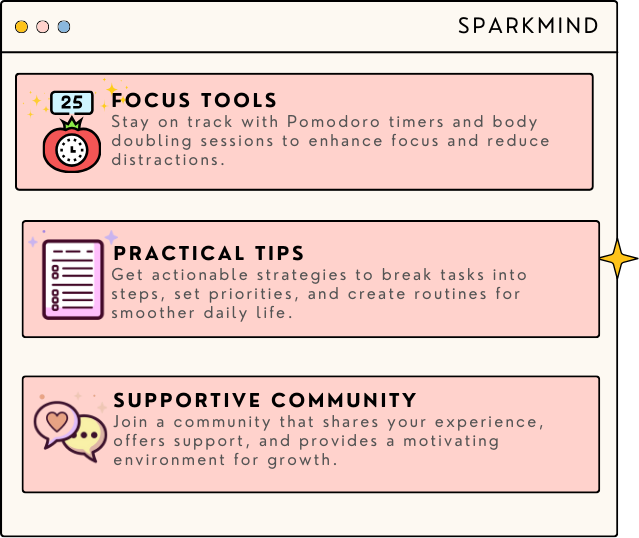 SPARKMIND
25
FOCUS TOOLS
Stay on track with Pomodoro timers and body
doubling sessions to enhance focus and reduce
distractions.
PRACTICAL TIPS
Get actionable strategies to break tasks into
steps, set priorities, and create routines for
smoother daily life.
SUPPORTIVE COMMUNITY
Join a community that shares your experience,
offers support, and provides a motivating
environment for growth.